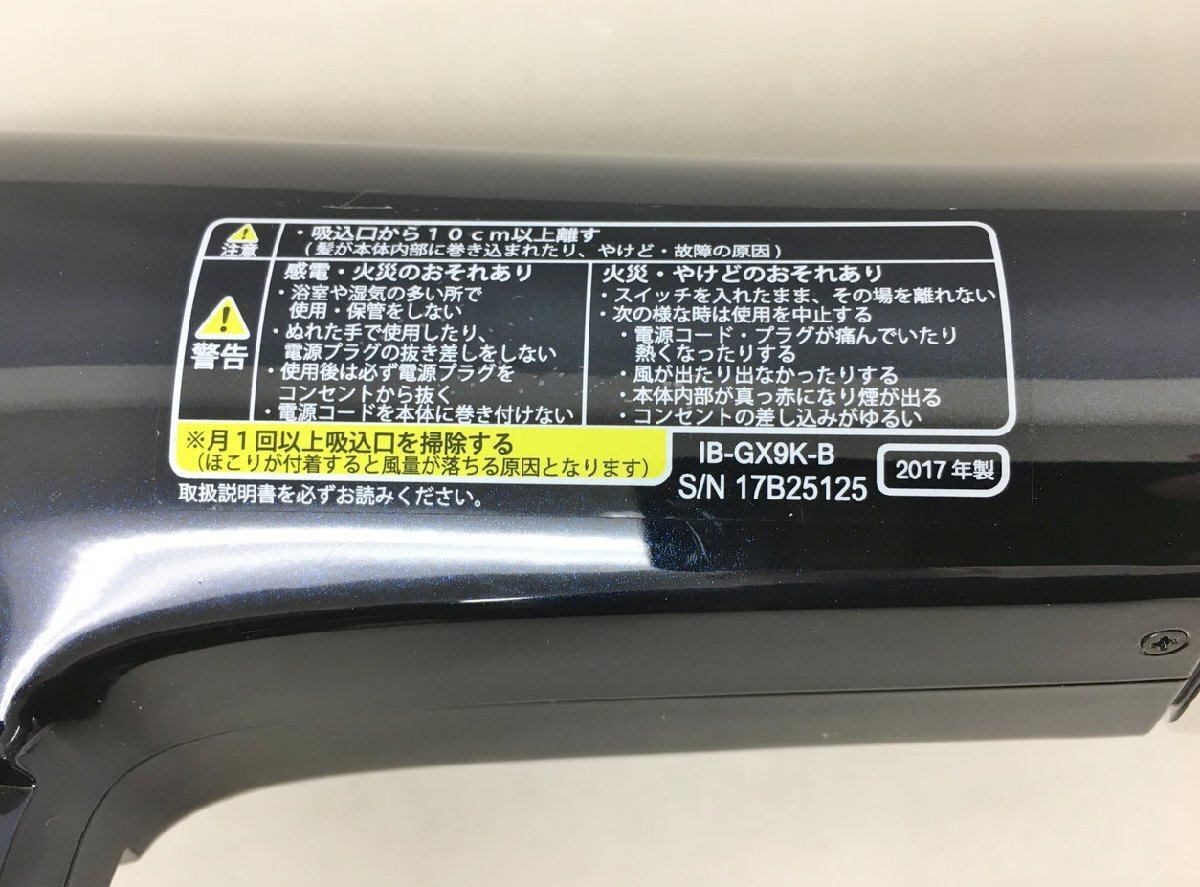 注意
・吸込口から１０ｃｍ以上離す
(髪が本体内部に巻き込まれたり、やけど・故障の原因)
警告
感電・火災のおそれあり
・浴室や湿気の多い所で
使用・保管をしない
・ぬれた手で使用したり、
電源プラグの抜き差しをしない
・使用後は必ず電源プラグを
コンセントから抜く
・電源コードを本体に巻き付けない
火災・やけどのおそれあり
・スイッチを入れたまま、その場を離れない
・次の様な時は使用を中止する
・電源コード・プラグが痛んでいたり
熱くなったりする
・風が出たり出なかったりする
・本体内部が真っ赤になり煙が出る
・コンセントの差し込みがゆるい
※月１回以上吸込口を掃除する
(ほこりが付着すると風量が落ちる原因となります)
取扱説明書を必ずお読みください。
IB-GX9K-B
S/N 17B25125
2017年製